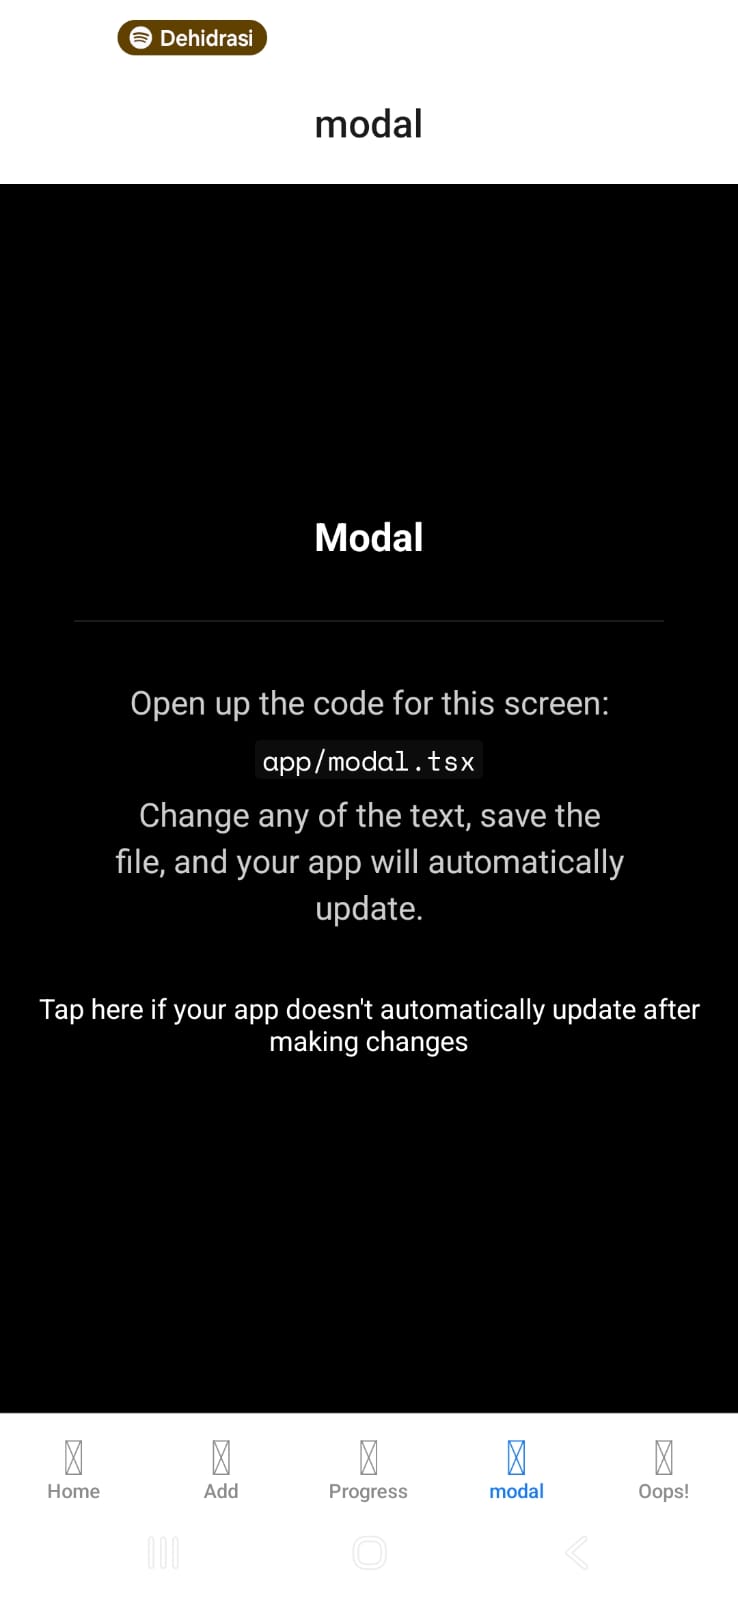 Dehidrasi
modal
Modal
Open up the code for this screen:
app/modal.tsx
Change any of the text, save the
file, and your app will automatically
update.
Tap here if your app doesn't automatically update after
making changes
Home Add Progress modal Oops!